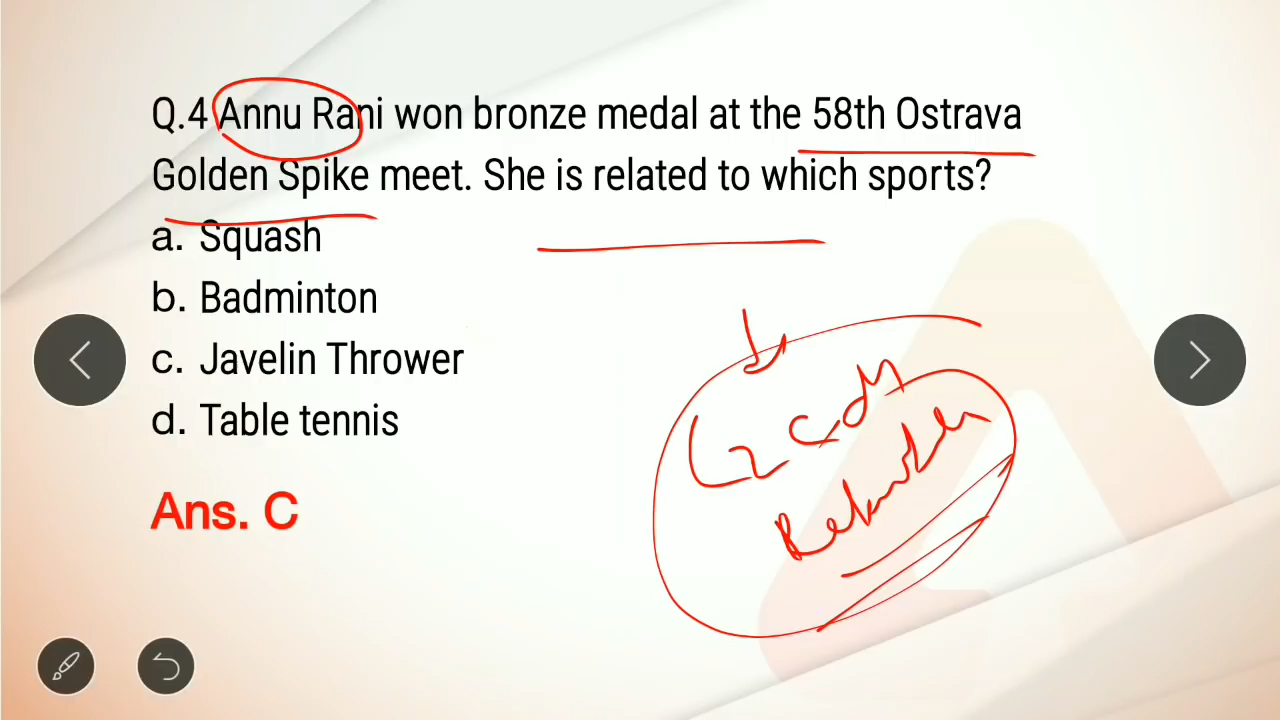 Q.4 Annu Rani won bronze medal at the 58th Ostrava
Golden Spike meet. She is related to which sports?
a. Squash
b. Badminton
c. Javelin Thrower
d. Table tennis
Ans. C